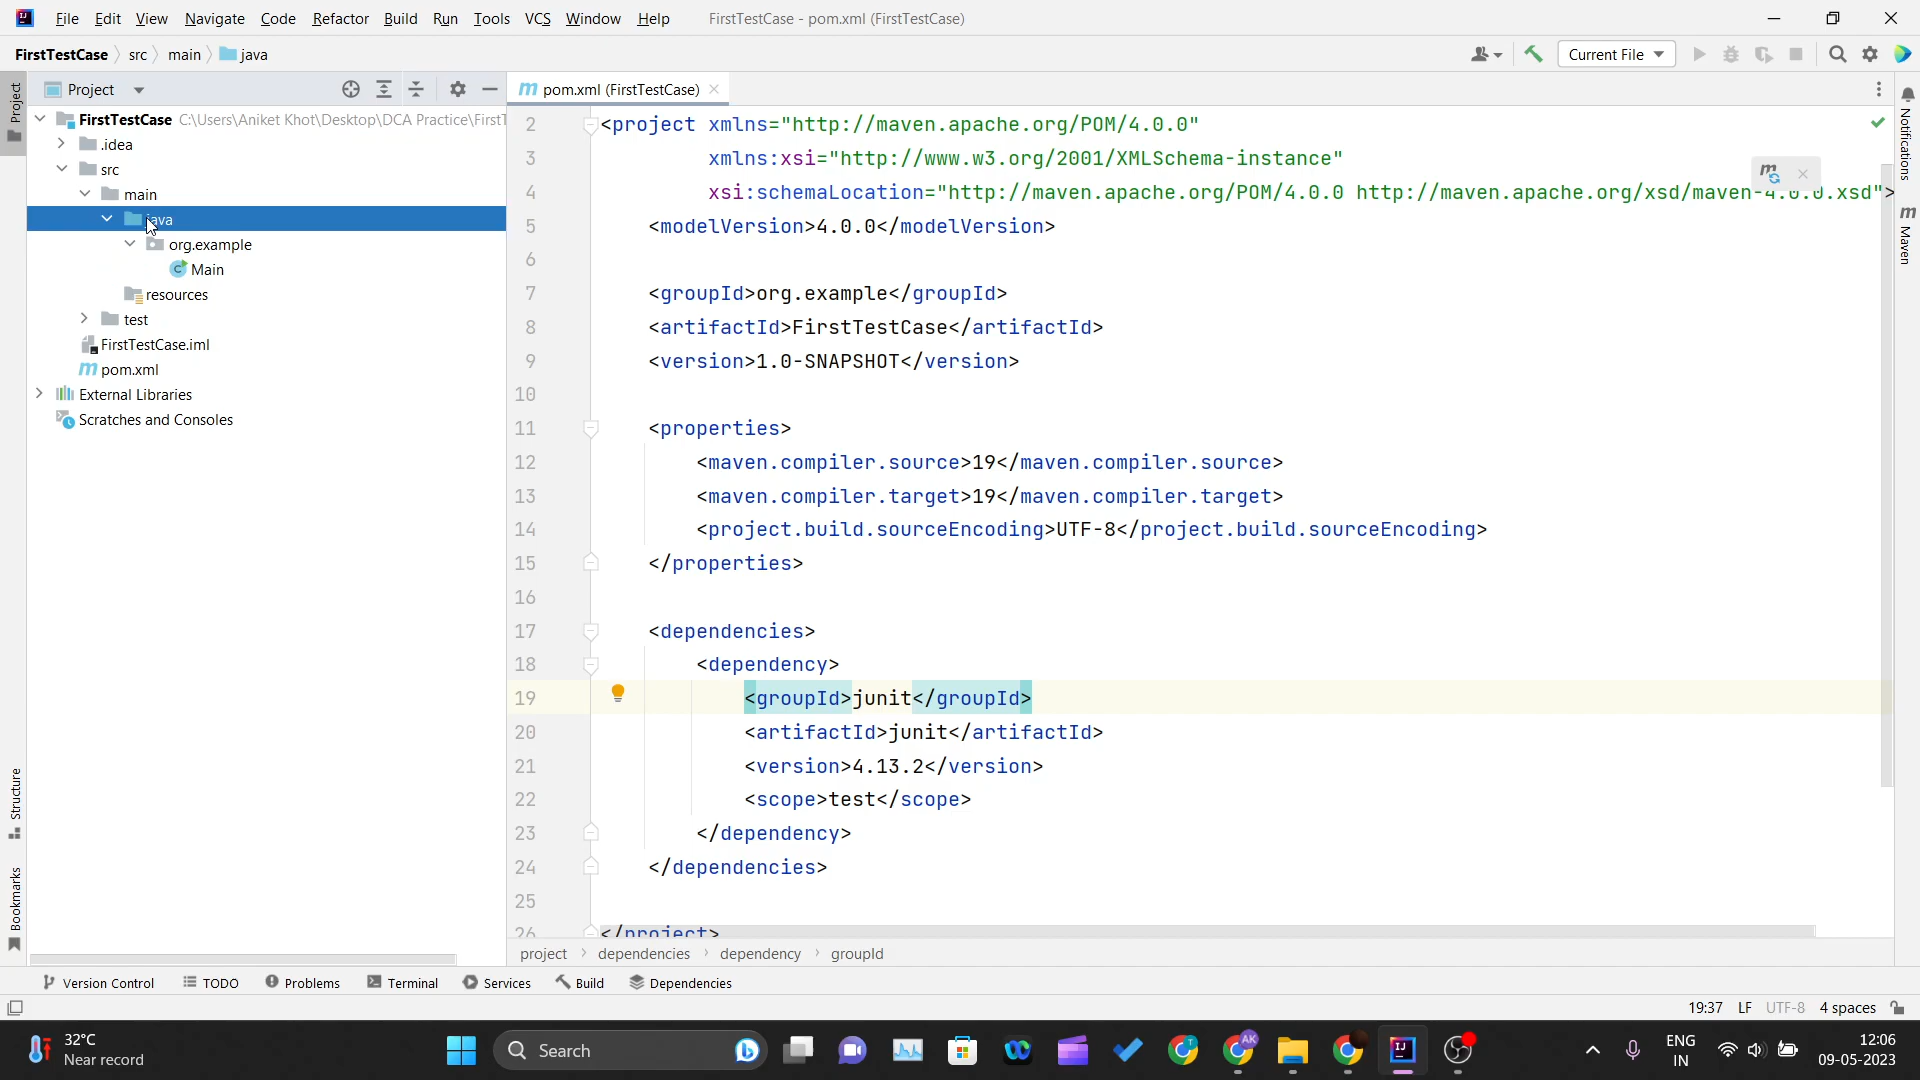 File Edit View Navigate Code Refactor Build Run Tools VCS Window Help FirstTestCase - pom.xml (FirstTestCase)
FirstTestCase src main java
Current File
Project
pom.xml (FirstTestCase)
Project
Notifications
Maven
Structure
Bookmarks
FirstTestCase C:\Users\Aniket Khot\Desktop\DCA Practice\FirstT
.idea
src
main
java
org.example
Main
resources
test
FirstTestCase.iml
pom.xml
External Libraries
Scratches and Consoles
2 <project xmlns="http://maven.apache.org/POM/4.0.0"
3 xmlns:xsi="http://www.w3.org/2001/XMLSchema-instance"
4 xsi:schemaLocation="http://maven.apache.org/POM/4.0.0 http://maven.apache.org/xsd/maven-4.0.0.xsd">
5 <modelVersion>4.0.0</modelVersion>
6
7 <groupId>org.example</groupId>
8 <artifactId>FirstTestCase</artifactId>
9 <version>1.0-SNAPSHOT</version>
10
11 <properties>
12 <maven.compiler.source>19</maven.compiler.source>
13 <maven.compiler.target>19</maven.compiler.target>
14 <project.build.sourceEncoding>UTF-8</project.build.sourceEncoding>
15 </properties>
16
17 <dependencies>
18 <dependency>
19 <groupId>junit</groupId>
20 <artifactId>junit</artifactId>
21 <version>4.13.2</version>
22 <scope>test</scope>
23 </dependency>
24 </dependencies>
25
26 </project>
project dependencies dependency groupId
Version Control TODO Problems Terminal Services Build Dependencies
19:37 LF UTF-8 4 spaces
32°C
Near record
Search
AK
ENG
IN
12:06
09-05-2023